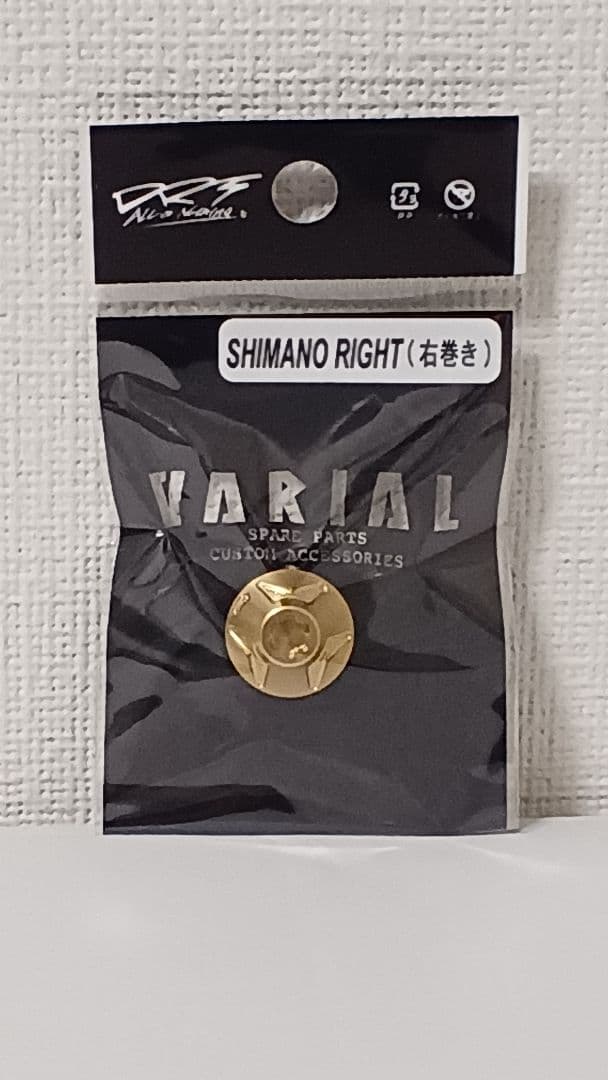 DRT
SHIMANO RIGHT(右巻き)
VARIAL
SPARE PARTS
CUSTOM ACCESSORIES